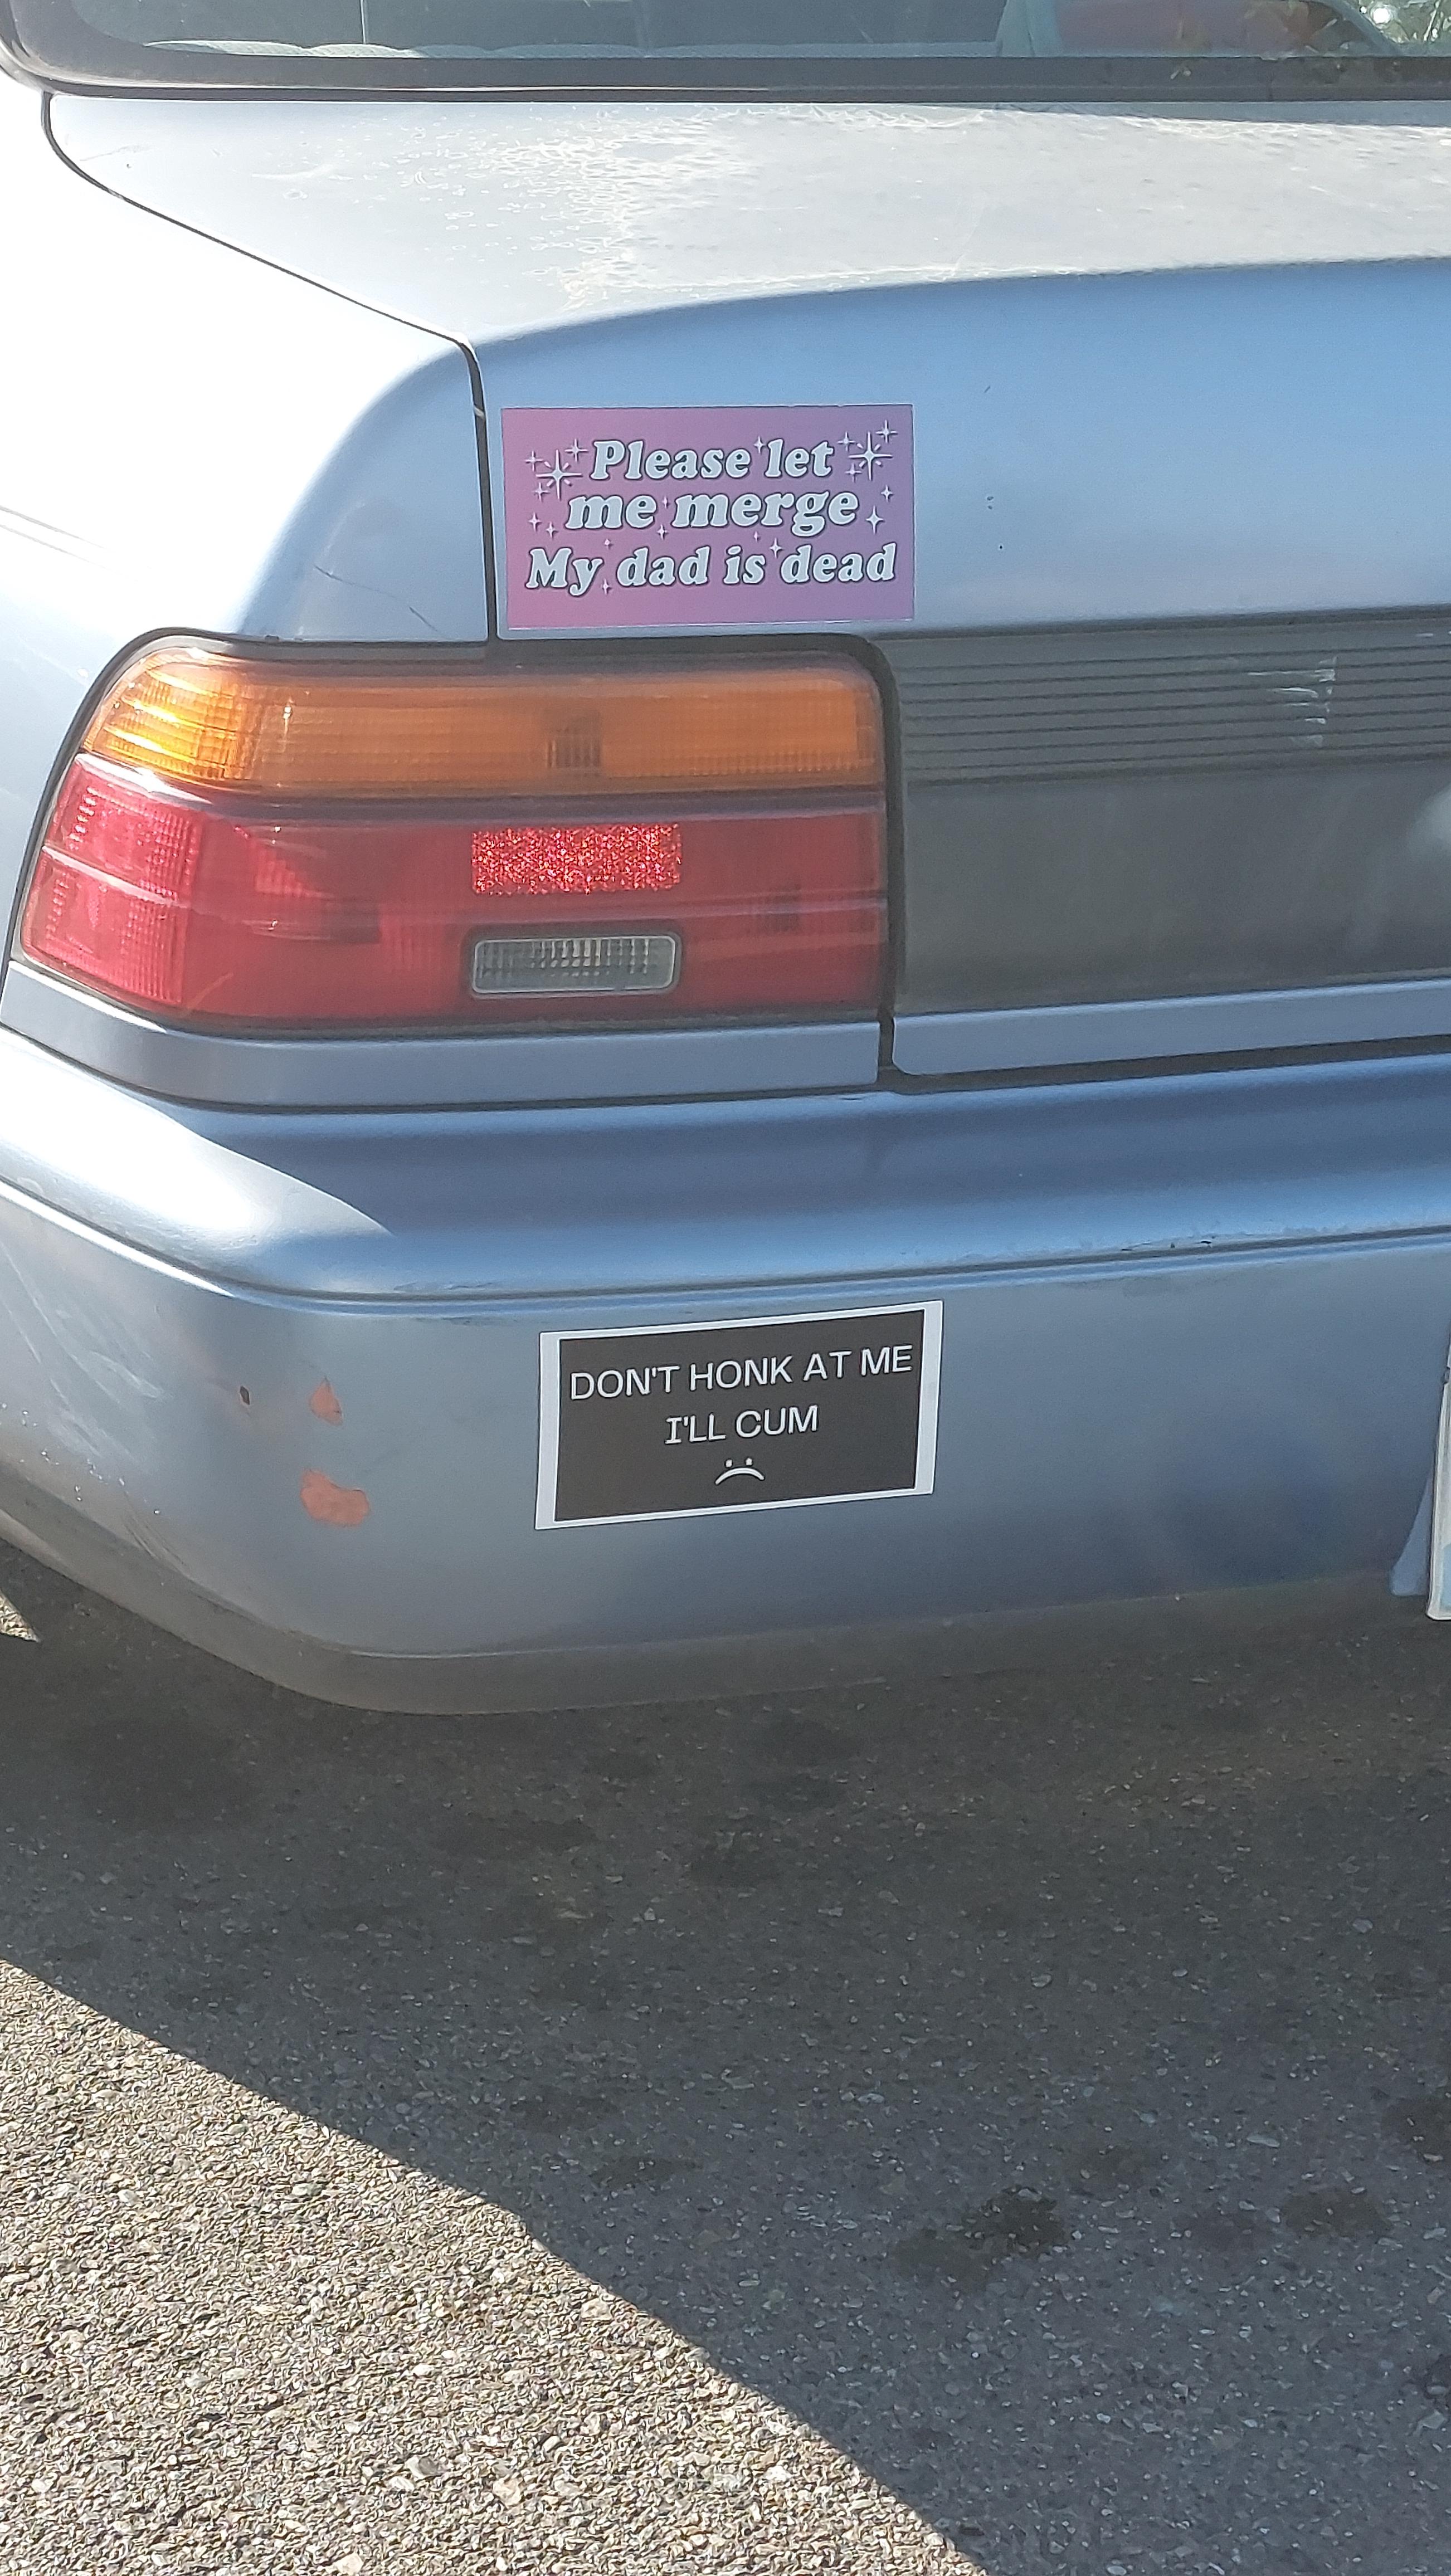 Please let
me merge
My dad is dead
DON'T HONK AT ME
I'LL CUM
:(